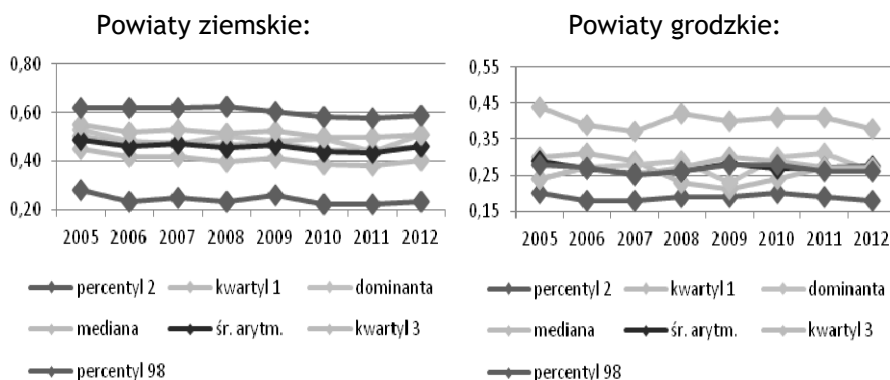 Powiaty ziemskie:
0,80
0,60
0,40
0,20
2005 2006 2007 2008 2009 2010 2011 2012
percentyl 2 kwartyl 1 dominanta
mediana śr. arytm. kwartyl 3
percentyl 98
Powiaty grodzkie:
0,55
0,45
0,35
0,25
0,15
2005 2006 2007 2008 2009 2010 2011 2012
percentyl 2 kwartyl 1 dominanta
mediana śr. arytm. kwartyl 3
percentyl 98